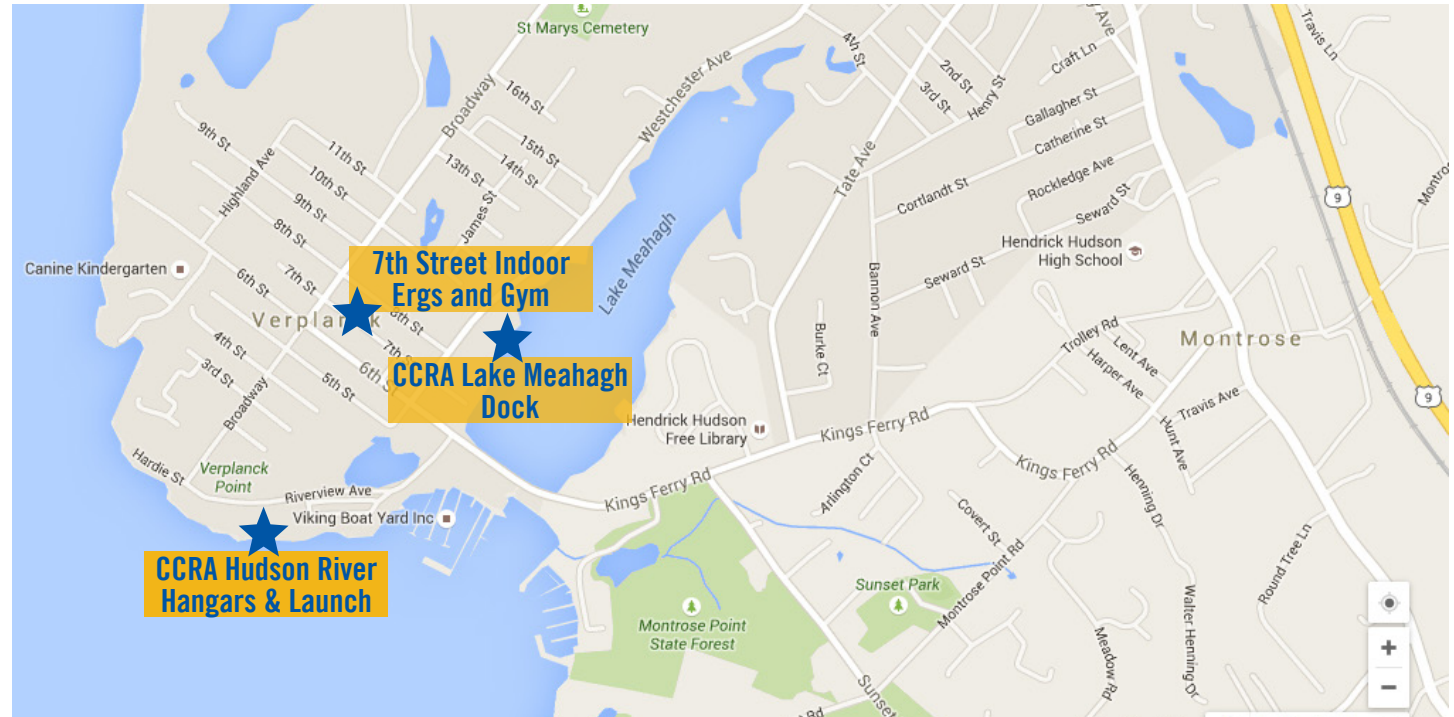 St Marys Cemetery
Broadway
16th St
Westchester Ave
4th St
3rd St
2nd St
Henry St
Craft Ln
Travis Ln
Gallagher St
Catherine St
Rockledge Ave
Cortlandt St
Seward St
Tate Ave
9th St
11th St
10th St
Highland Ave
9th St
8th St
13th St
15th St
14th St
James St
Lake Meahagh
Hendrick Hudson
High School
Seward St
Bannon Ave
9
Canine Kindergarten
7th St
6th St
7th Street Indoor
Ergs and Gym
Verplanck
8th St
7th St
6th St
5th St
4th St
3rd St
Broadway
CCRA Lake Meahagh
Dock
Burke Ct
Trolley Rd
Lent Ave
Harper Ave
Montrose
9
Travis Ave
Hunt Ave
Hendrick Hudson
Free Library
Kings Ferry Rd
Kings Ferry Rd
Kings Ferry Rd
Arlington Ct
Henning Dr
Hardie St
Verplanck
Point
Riverview Ave
Viking Boat Yard Inc
CCRA Hudson River
Hangars & Launch
Covert St
Montrose Point Rd
Sunset Park
Montrose Point
State Forest
Walter Henning Dr
Round Tree Ln
Meadow Rd
Sunset
Rd
+
−